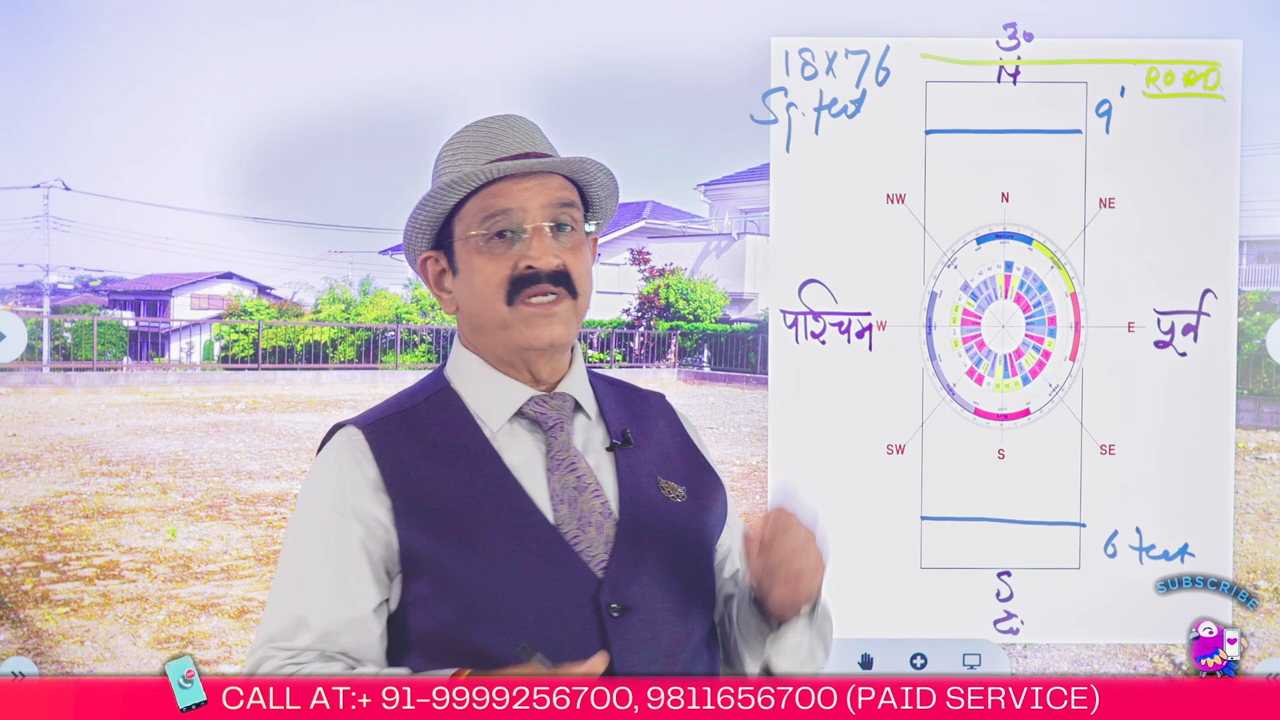 18X76
Sq. feet
उ॰
N
ROAD
9'
NW
N
NE
पश्चिम
W
E
पूर्व
SW
S
SE
6 feet
S
द॰
SUBSCRIBE
CALL AT:+ 91-9999256700, 9811656700 (PAID SERVICE)